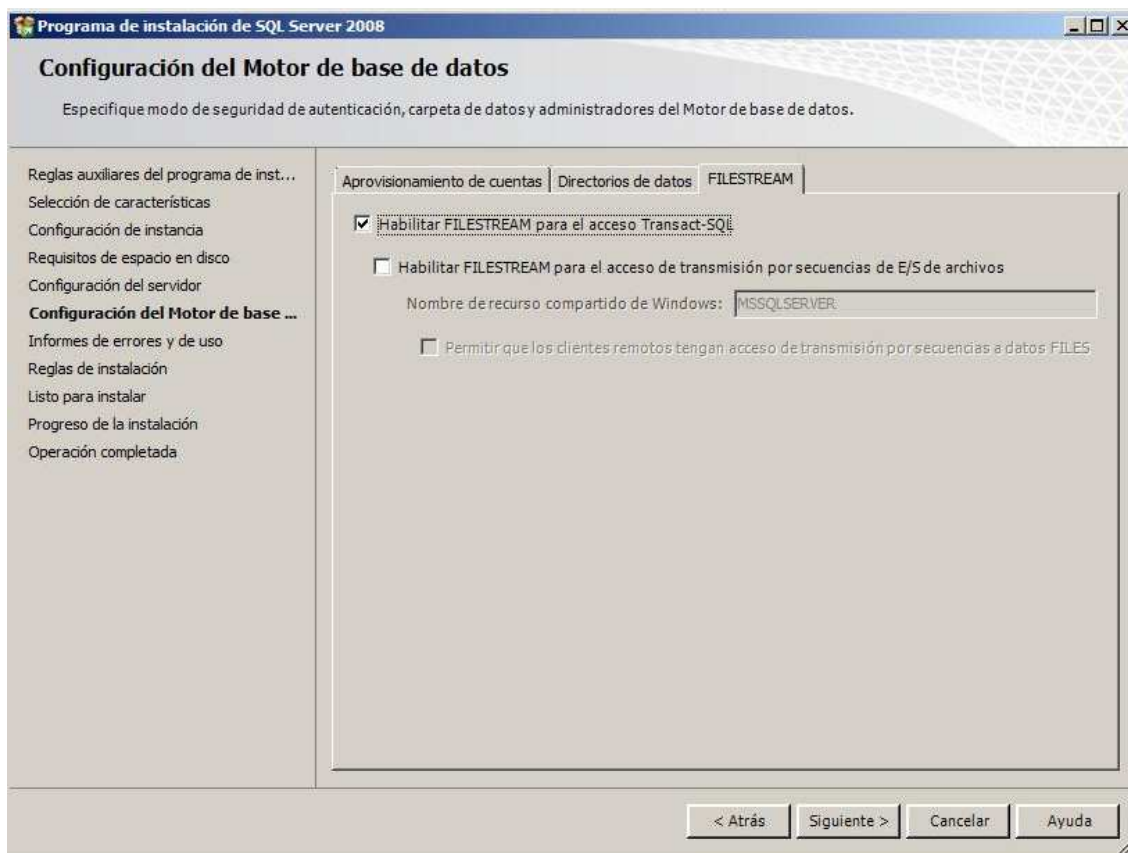 Programa de instalación de SQL Server 2008
Configuración del Motor de base de datos
Especifique modo de seguridad de autenticación, carpeta de datos y administradores del Motor de base de datos.
Reglas auxiliares del programa de inst...
Selección de características
Configuración de instancia
Requisitos de espacio en disco
Configuración del servidor
Configuración del Motor de base ...
Informes de errores y de uso
Reglas de instalación
Listo para instalar
Progreso de la instalación
Operación completada
Aprovisionamiento de cuentas Directorios de datos FILESTREAM
Habilitar FILESTREAM para el acceso Transact-SQL
Habilitar FILESTREAM para el acceso de transmisión por secuencias de E/S de archivos
Nombre de recurso compartido de Windows: MSSQLSERVER
Permitir que los clientes remotos tengan acceso de transmisión por secuencias a datos FILES
< Atrás Siguiente > Cancelar Ayuda